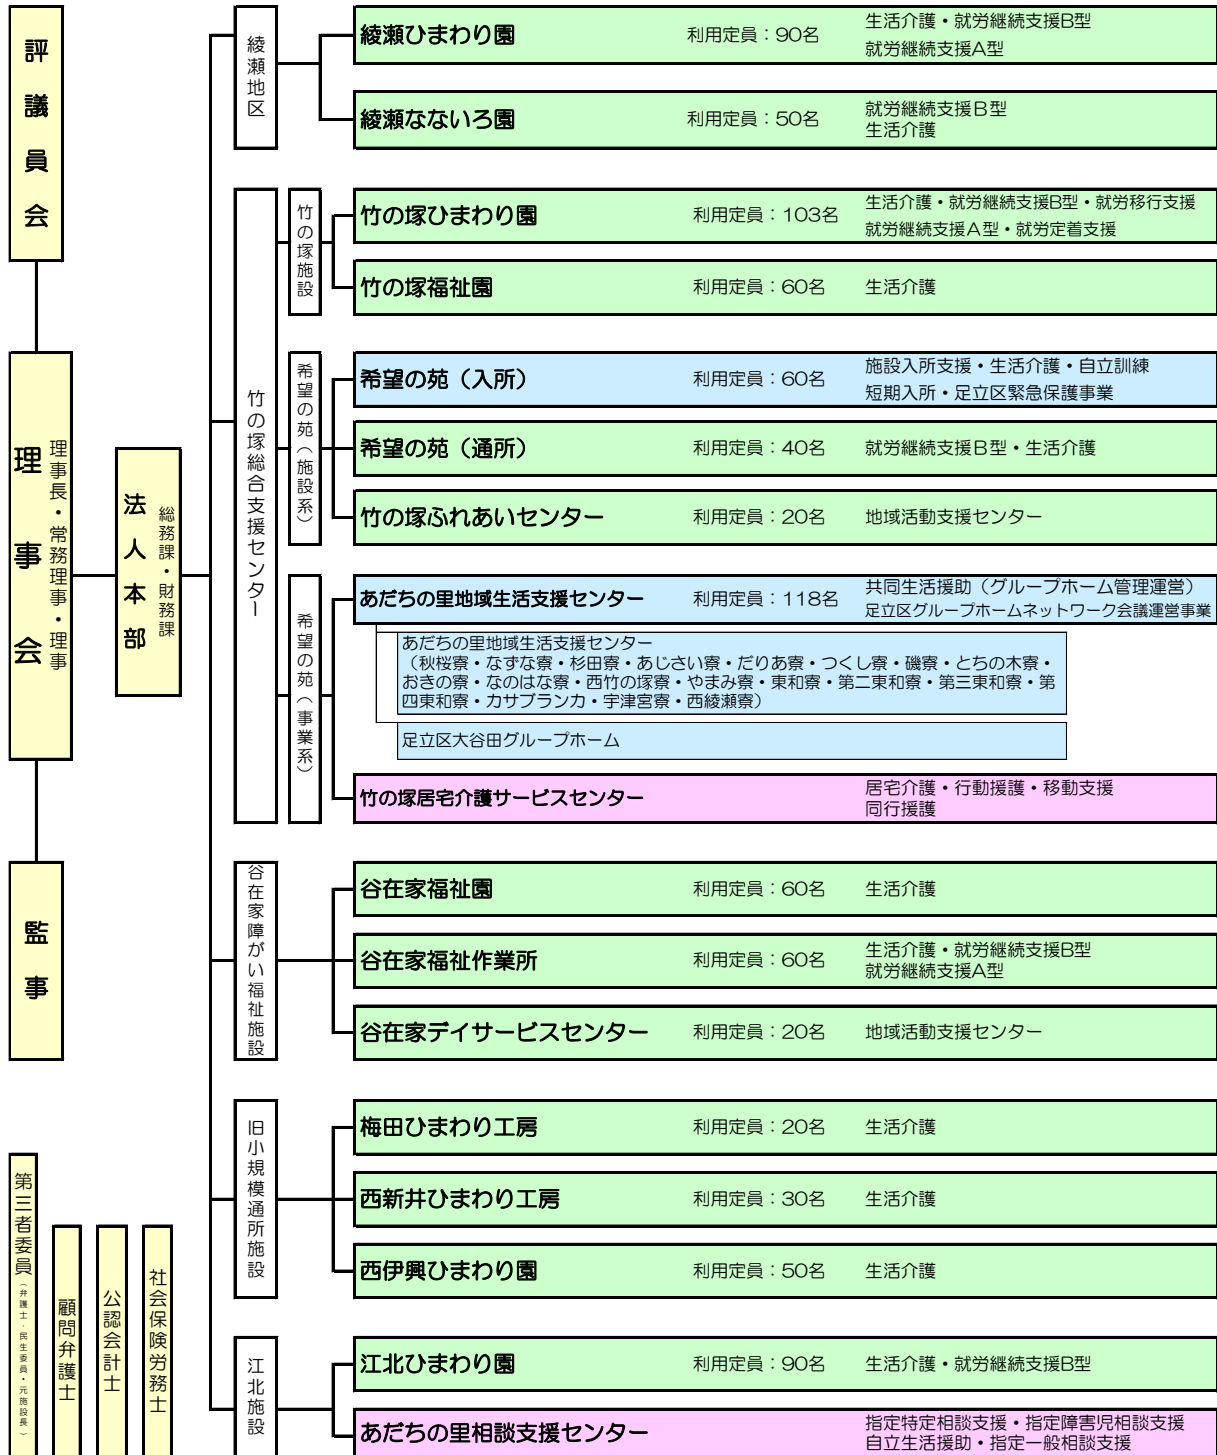 評議員会
理事会
理事長・常務理事・理事
監事
法人本部
総務課・財務課
第三者委員
（弁護士・民生委員・元施設長）
顧問弁護士
公認会計士
社会保険労務士
綾瀬地区
綾瀬ひまわり園 利用定員：90名 生活介護・就労継続支援B型
就労継続支援A型
綾瀬なないろ園 利用定員：50名 就労継続支援Ｂ型
生活介護
竹の塚総合支援センター
竹の塚施設
竹の塚ひまわり園 利用定員：103名 生活介護・就労継続支援B型・就労移行支援
就労継続支援Ａ型・就労定着支援
竹の塚福祉園 利用定員：60名 生活介護
希望の苑（施設系）
希望の苑（入所） 利用定員：60名 施設入所支援・生活介護・自立訓練
短期入所・足立区緊急保護事業
希望の苑（通所） 利用定員：40名 就労継続支援Ｂ型・生活介護
竹の塚ふれあいセンター 利用定員：20名 地域活動支援センター
希望の苑（事業系）
あだちの里地域生活支援センター 利用定員：118名 共同生活援助（グループホーム管理運営）
足立区グループホームネットワーク会議運営事業
あだちの里地域生活支援センター
（秋桜寮・なずな寮・杉田寮・あじさい寮・だりあ寮・つくし寮・磯寮・とちの木寮・
おきの寮・なのはな寮・西竹の塚寮・やまみ寮・東和寮・第二東和寮・第三東和寮・第
四東和寮・カサブランカ・宇津宮寮・西綾瀬寮）
足立区大谷田グループホーム
竹の塚居宅介護サービスセンター 居宅介護・行動援護・移動支援
同行援護
谷在家障がい福祉施設
谷在家福祉園 利用定員：60名 生活介護
谷在家福祉作業所 利用定員：60名 生活介護・就労継続支援B型
就労継続支援A型
谷在家デイサービスセンター 利用定員：20名 地域活動支援センター
旧小規模通所施設
梅田ひまわり工房 利用定員：20名 生活介護
西新井ひまわり工房 利用定員：30名 生活介護
西伊興ひまわり園 利用定員：50名 生活介護
江北施設
江北ひまわり園 利用定員：90名 生活介護・就労継続支援B型
あだちの里相談支援センター 指定特定相談支援・指定障害児相談支援
自立生活援助・指定一般相談支援